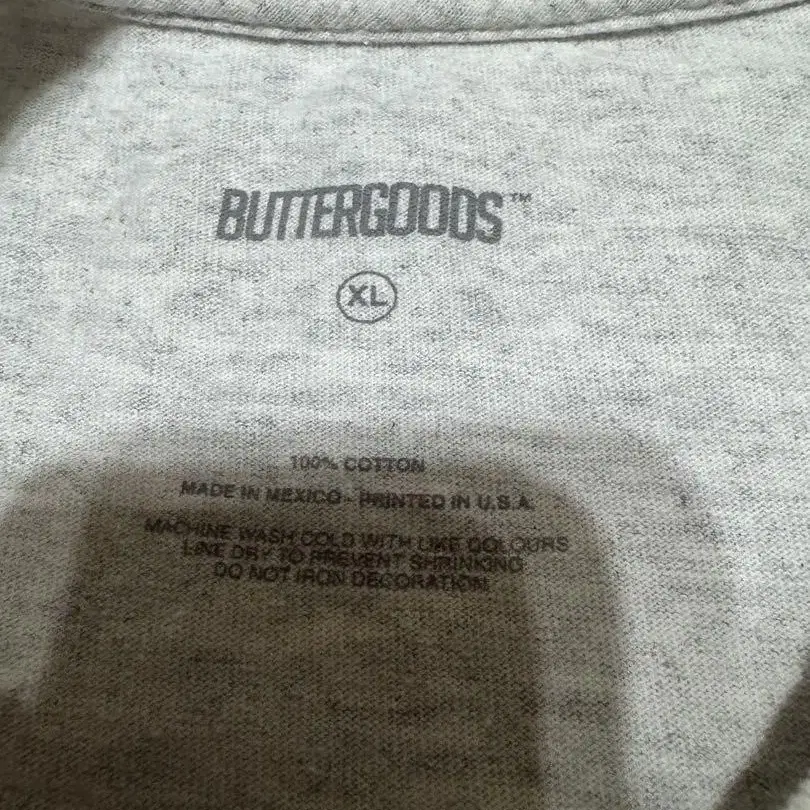 BUTTERGOODS™
XL
100% COTTON
MADE IN MEXICO - PRINTED IN U.S.A.
MACHINE WASH COLD WITH LIKE COLOURS
LINE DRY TO PREVENT SHRINKING
DO NOT IRON DECORATION